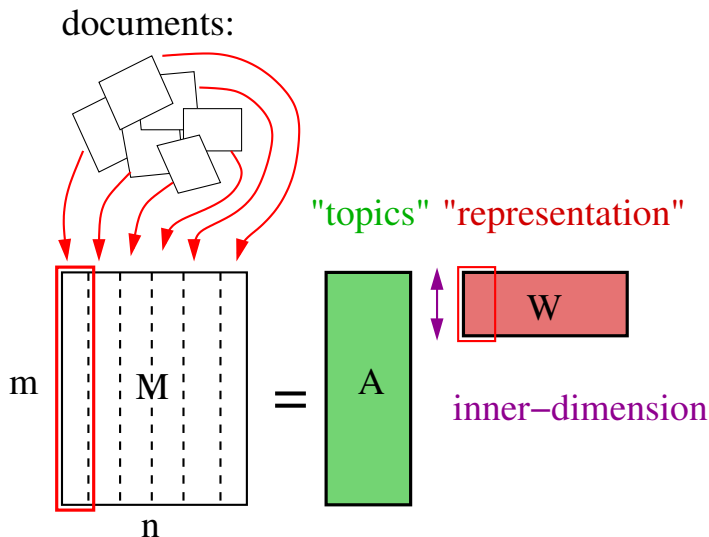 documents:
"topics" "representation"
m
M
=
A
W
inner−dimension
n